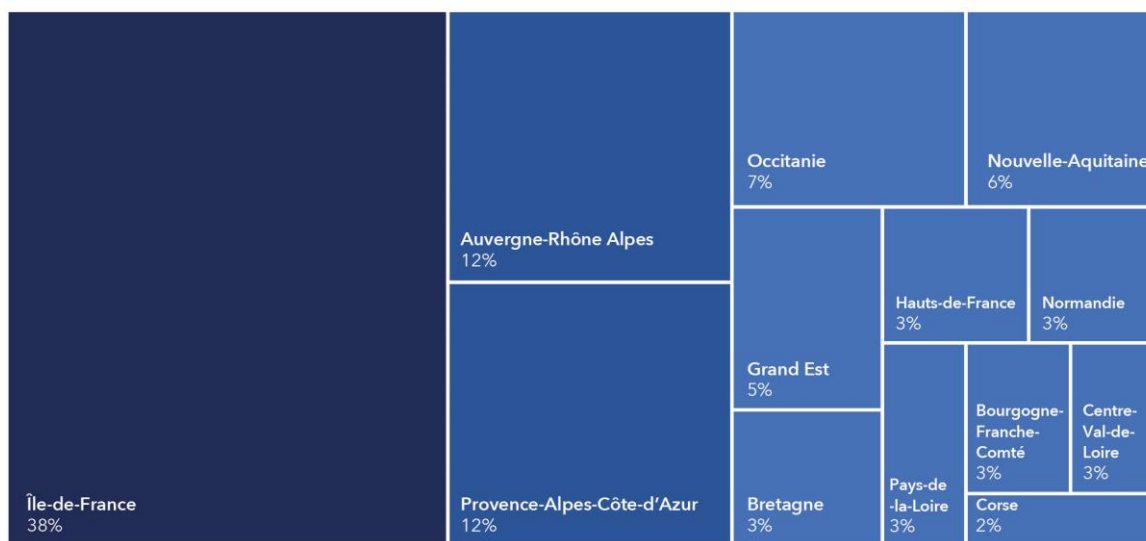 Île-de-France
38%
Auvergne-Rhône Alpes
12%
Provence-Alpes-Côte-d’Azur
12%
Occitanie
7%
Nouvelle-Aquitaine
6%
Grand Est
5%
Bretagne
3%
Hauts-de-France
3%
Normandie
3%
Pays-de
-la-Loire
3%
Bourgogne-
Franche-
Comté
3%
Centre-
Val-de-
Loire
3%
Corse
2%